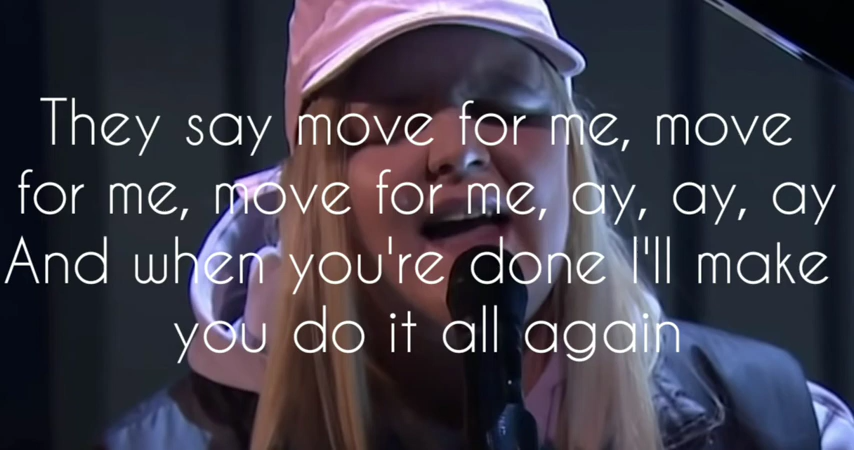 They say move for me, move
for me, move for me, ay, ay, ay
And when you're done I'll make
you do it all again